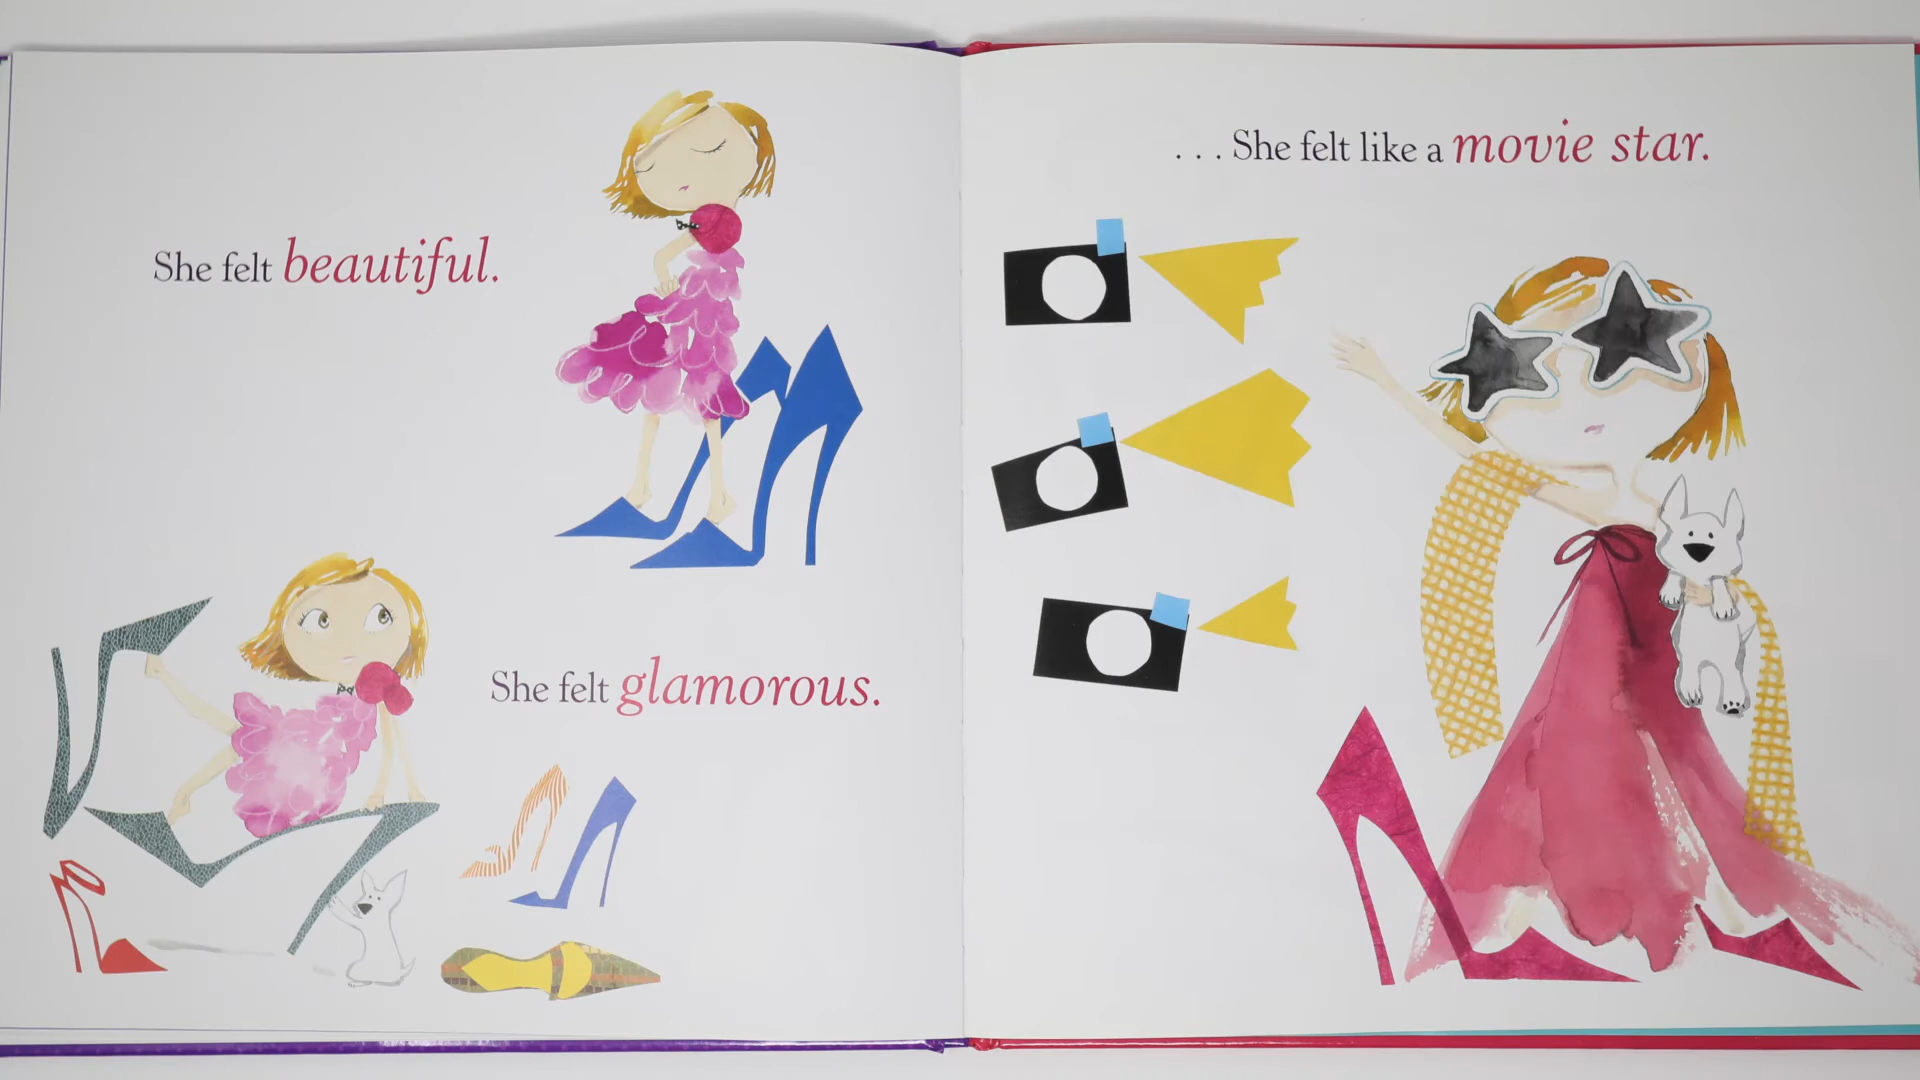 She felt beautiful.
She felt glamorous.
. . . She felt like a movie star.